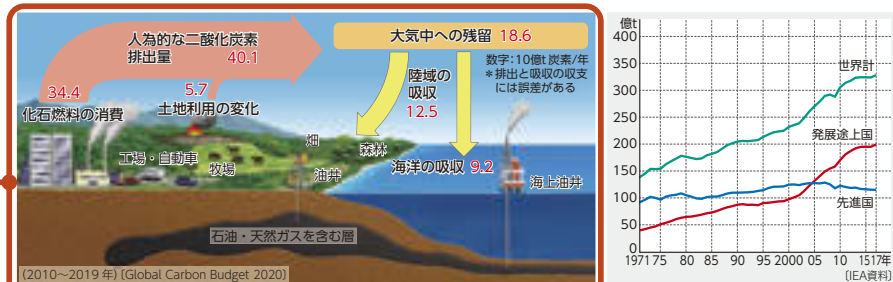 人為的な二酸化炭素
排出量 40.1
大気中への残留 18.6
数字:10億t炭素/年
*排出と吸収の収支
には誤差がある
34.4
化石燃料の消費
5.7
土地利用の変化
陸域の
吸収
12.5
工場・自動車
牧場
畑
油井
森林
海洋の吸収 9.2
海上油井
石油・天然ガスを含む層
(2010〜2019年)〔Global Carbon Budget 2020〕
億t
400
350
300
250
200
150
100
50
0
世界計
発展途上国
先進国
1971 75 80 85 90 95 2000 05 10 15 17年
〔IEA資料〕